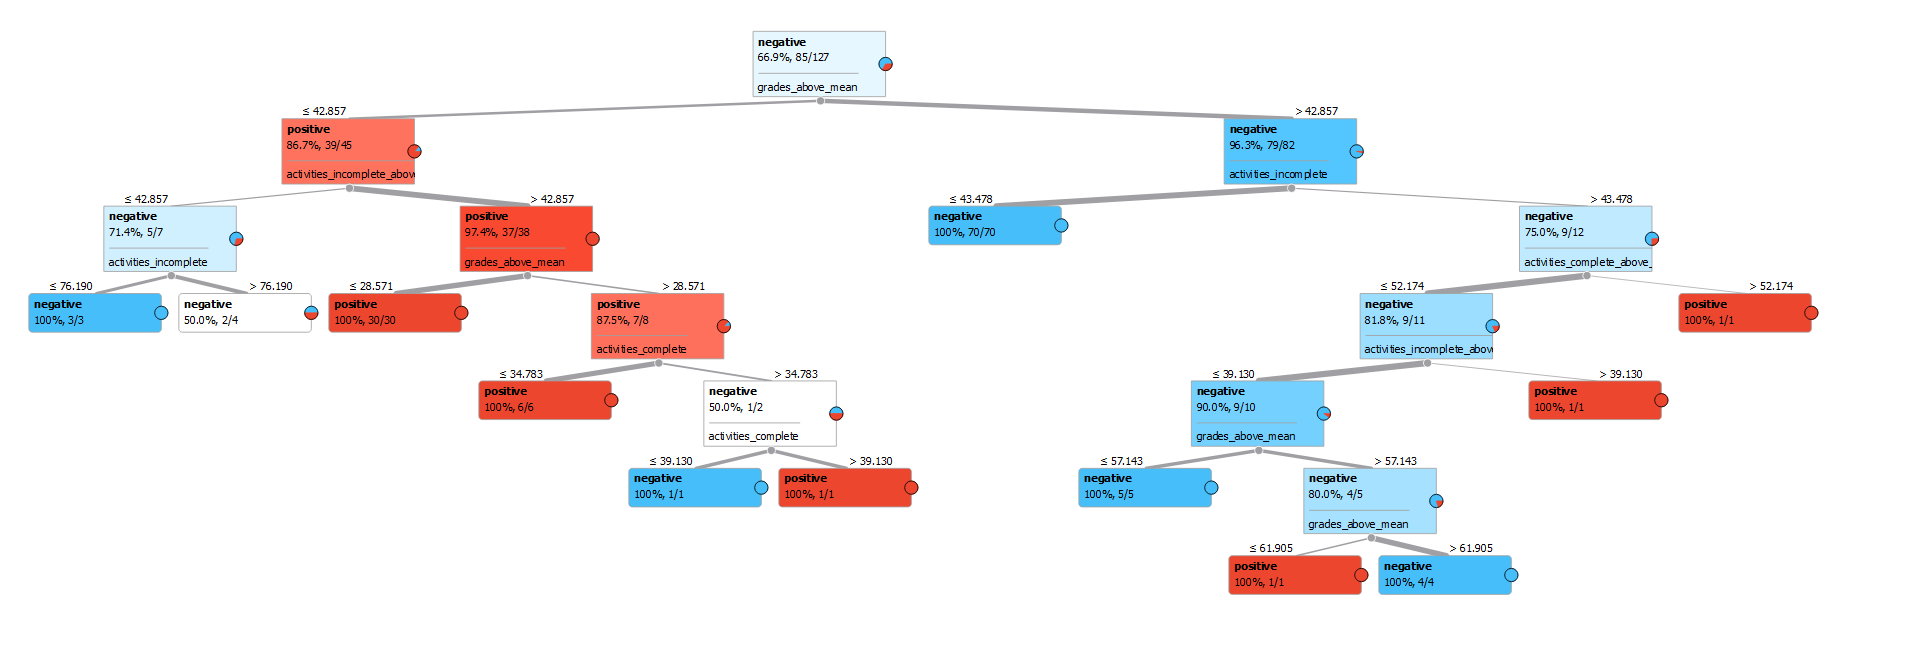 negative
66.9%, 85/127
grades_above_mean
≤ 42.857
> 42.857
positive
86.7%, 39/45
activities_incomplete_abov
negative
96.3%, 79/82
activities_incomplete
≤ 42.857
> 42.857
≤ 43.478
> 43.478
negative
71.4%, 5/7
activities_incomplete
positive
97.4%, 37/38
grades_above_mean
negative
100%, 70/70
negative
75.0%, 9/12
activities_complete_above_
≤ 76.190
> 76.190
≤ 28.571
> 28.571
≤ 52.174
> 52.174
negative
100%, 3/3
negative
50.0%, 2/4
positive
100%, 30/30
positive
87.5%, 7/8
activities_complete
negative
81.8%, 9/11
activities_incomplete_abov
positive
100%, 1/1
≤ 34.783
> 34.783
≤ 39.130
> 39.130
positive
100%, 6/6
negative
50.0%, 1/2
activities_complete
negative
90.0%, 9/10
grades_above_mean
positive
100%, 1/1
≤ 39.130
> 39.130
≤ 57.143
> 57.143
negative
100%, 1/1
positive
100%, 1/1
negative
100%, 5/5
negative
80.0%, 4/5
grades_above_mean
≤ 61.905
> 61.905
positive
100%, 1/1
negative
100%, 4/4